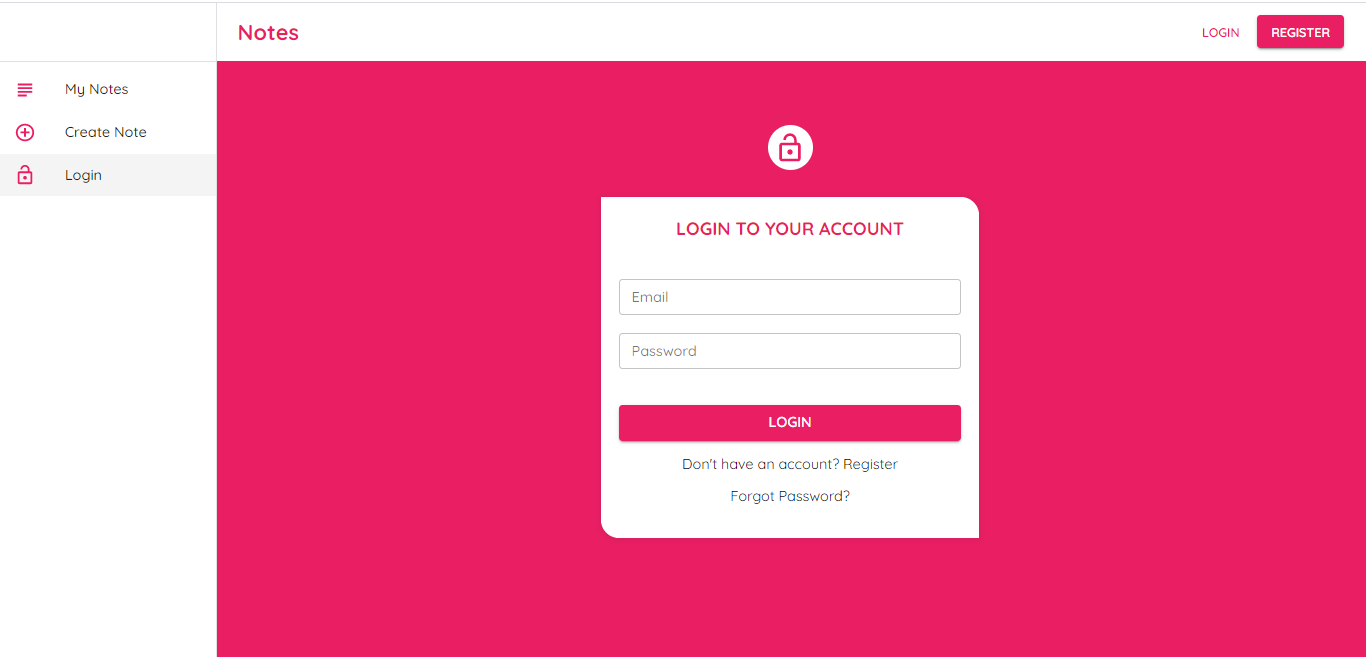 Notes
LOGIN
REGISTER
My Notes
Create Note
Login
LOGIN TO YOUR ACCOUNT
Email
Password
LOGIN
Don't have an account? Register
Forgot Password?